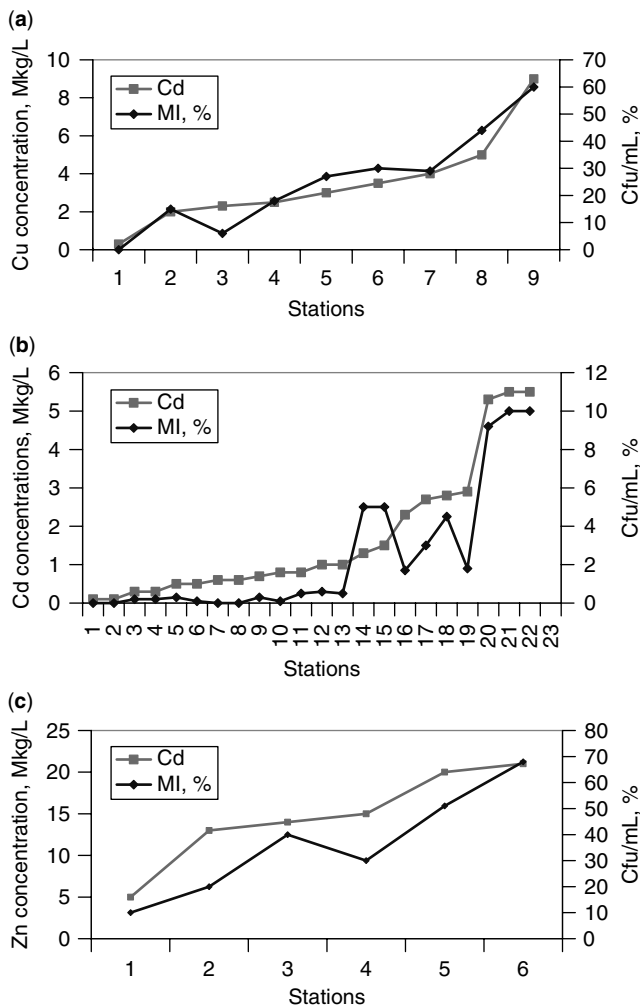 (a)
Cu concentration, Mkg/L
10
8
6
4
2
0
Cd
MI, %
70
60
50
40
30
20
10
0
Cfu/mL, %
1 2 3 4 5 6 7 8 9
Stations
(b)
Cd concentrations, Mkg/L
6
5
4
3
2
1
0
Cd
MI, %
12
10
8
6
4
2
0
Cfu/mL, %
1 2 3 4 5 6 7 8 9 10 11 12 13 14 15 16 17 18 19 20 21 22 23
Stations
(c)
Zn concentration, Mkg/L
25
20
15
10
5
0
Cd
MI, %
80
70
60
50
40
30
20
10
0
Cfu/mL, %
1 2 3 4 5 6
Stations